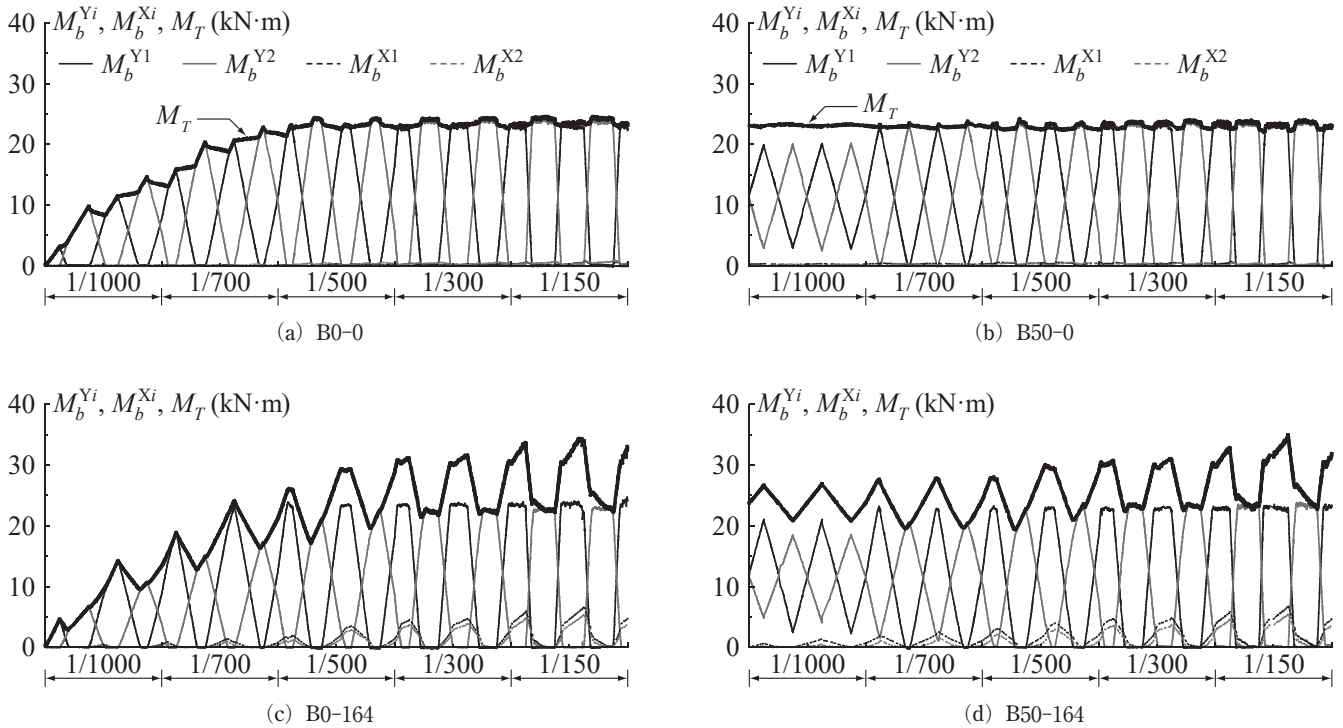 40 M_b^{Yi}, M_b^{Xi}, M_T (kN·m)
M_b^{Y1} M_b^{Y2} M_b^{X1} M_b^{X2}
30
M_T
20
10
0
1/1000 1/700 1/500 1/300 1/150
(a) B0-0
40 M_b^{Yi}, M_b^{Xi}, M_T (kN·m)
M_b^{Y1} M_b^{Y2} M_b^{X1} M_b^{X2}
30
M_T
20
10
0
1/1000 1/700 1/500 1/300 1/150
(b) B50-0
40 M_b^{Yi}, M_b^{Xi}, M_T (kN·m)
30
20
10
0
1/1000 1/700 1/500 1/300 1/150
(c) B0-164
40 M_b^{Yi}, M_b^{Xi}, M_T (kN·m)
30
20
10
0
1/1000 1/700 1/500 1/300 1/150
(d) B50-164